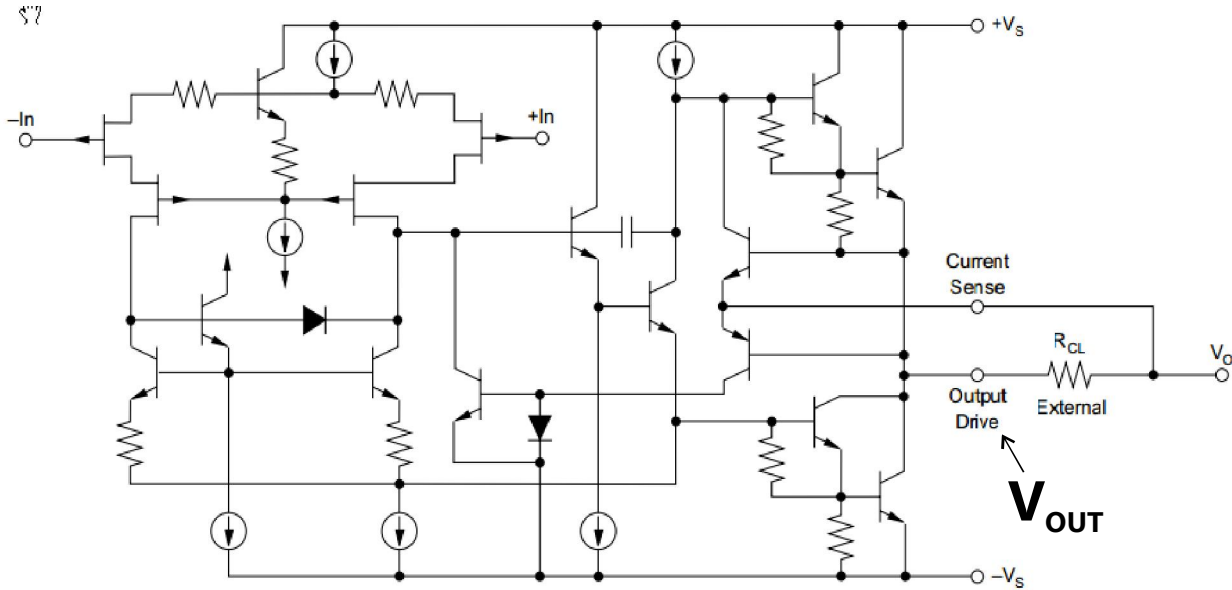 +Vs
–In
+In
Current
Sense
RCL
VO
Output
Drive
External
VOUT
–Vs